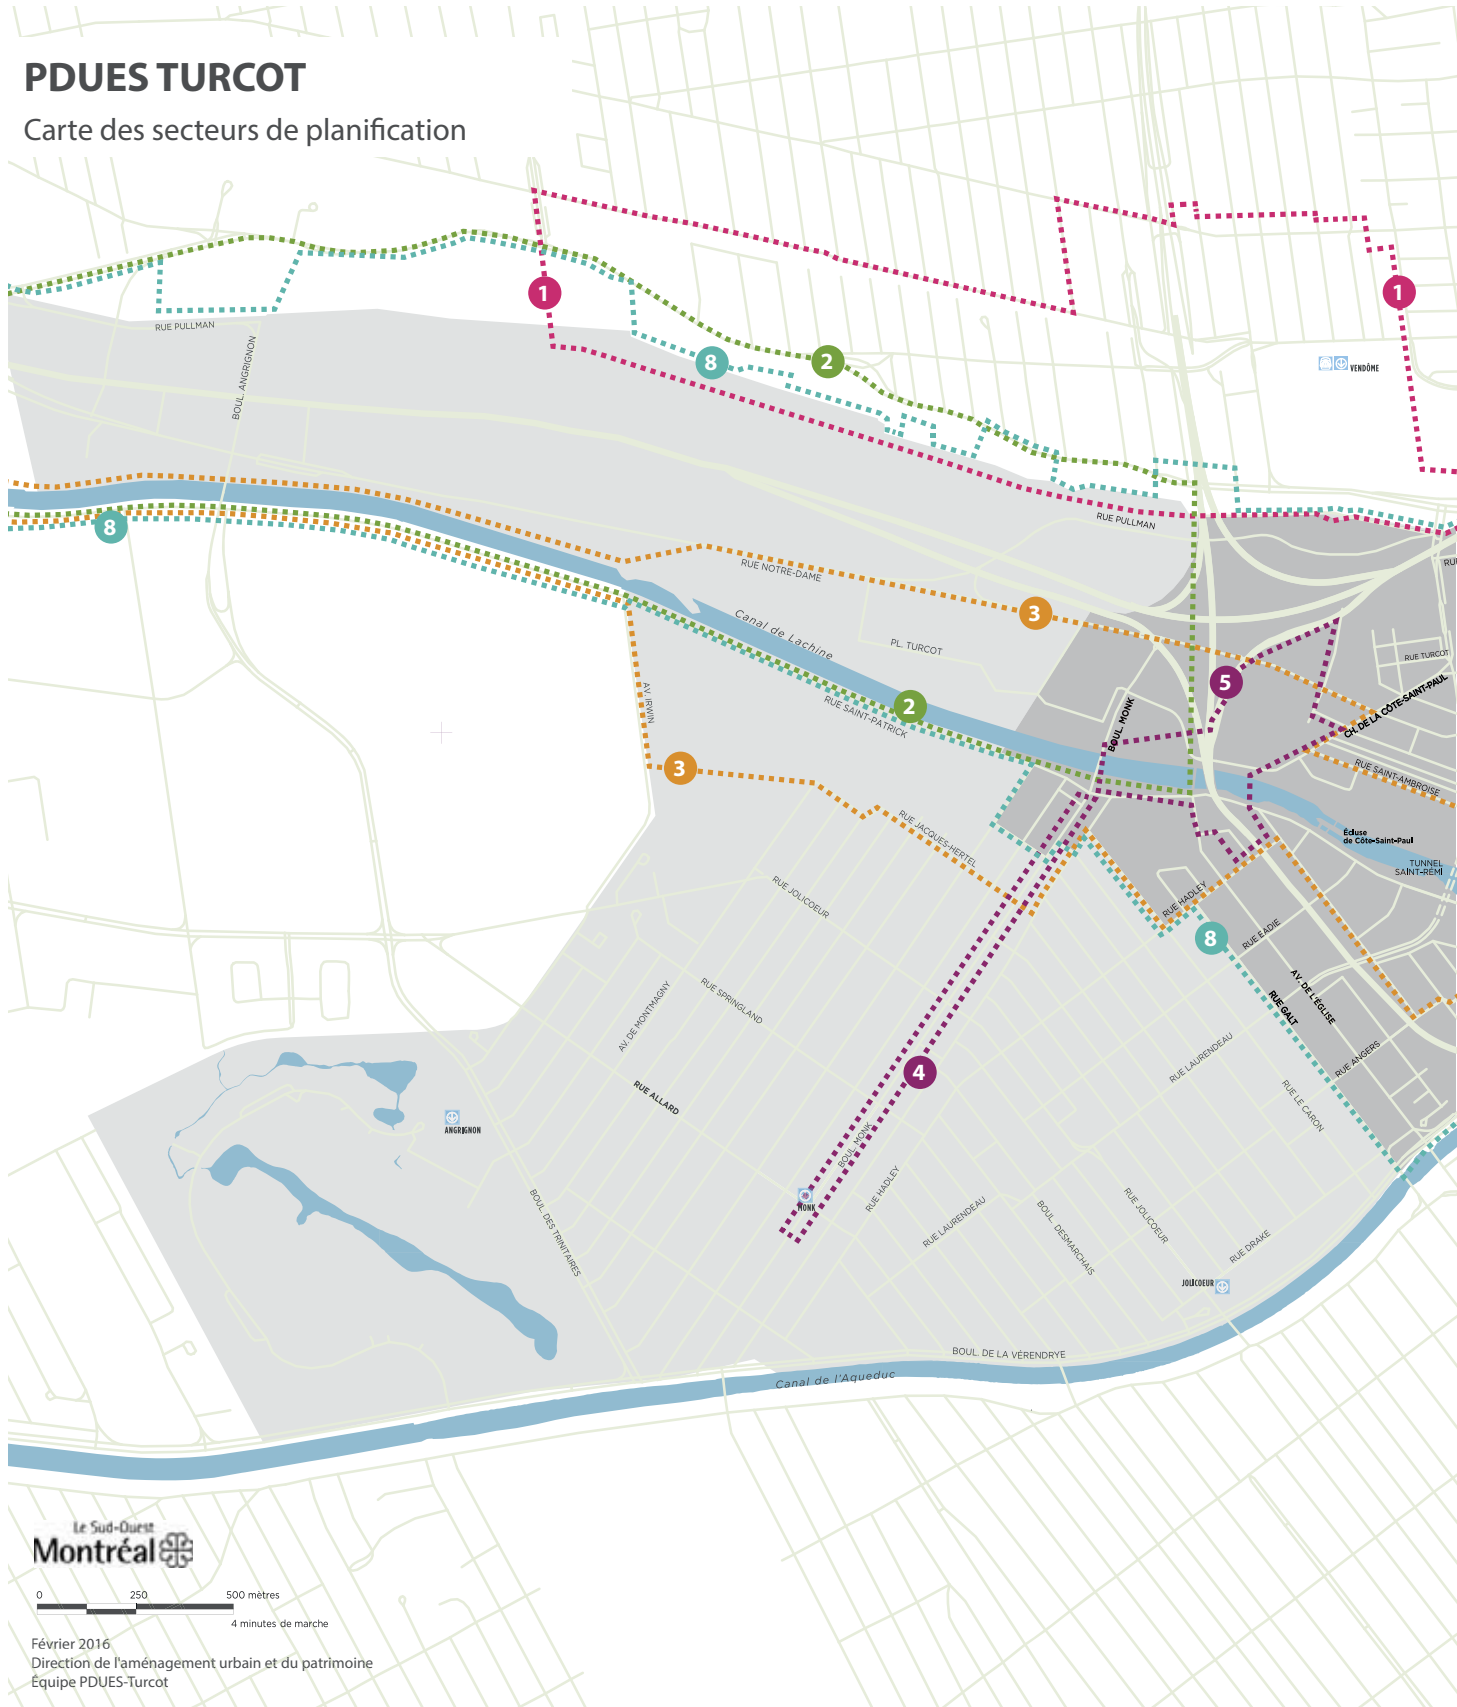 PDUES TURCOT
Carte des secteurs de planification
1
1
2
8
VENDÔME
RUE PULLMAN
BOUL. ANGRIGNON
8
RUE PULLMAN
RUE NOTRE-DAME
3
Canal de Lachine
PL. TURCOT
RUE TURCOT
5
CH. DE LA CÔTE-SAINT-PAUL
AV. IRWIN
2
RUE SAINT-PATRICK
BOUL. MONK
3
RUE SAINT-AMBROISE
RUE JACQUES-HERTEL
Écluse
de Côte-Saint-Paul
TUNNEL
SAINT-RÉMI
RUE JOLICOEUR
RUE HADLEY
8
RUE EADIE
RUE SPRINGLAND
AV. DE MONTMAGNY
AV. DE L'ÉGLISE
RUE GALT
RUE LAURENDEAU
RUE ANGERS
4
RUE ALLARD
RUE LE CARON
ANGRIGNON
BOUL. MONK
MONK
RUE HADLEY
BOUL. DES TRINITAIRES
RUE LAURENDEAU
BOUL. DESMARCHAIS
RUE JOLICOEUR
RUE DRAKE
JOLICOEUR
BOUL. DE LA VÉRENDRYE
Canal de l'Aqueduc
Le Sud-Ouest
Montréal
0 250 500 mètres
4 minutes de marche
Février 2016
Direction de l'aménagement urbain et du patrimoine
Équipe PDUES-Turcot